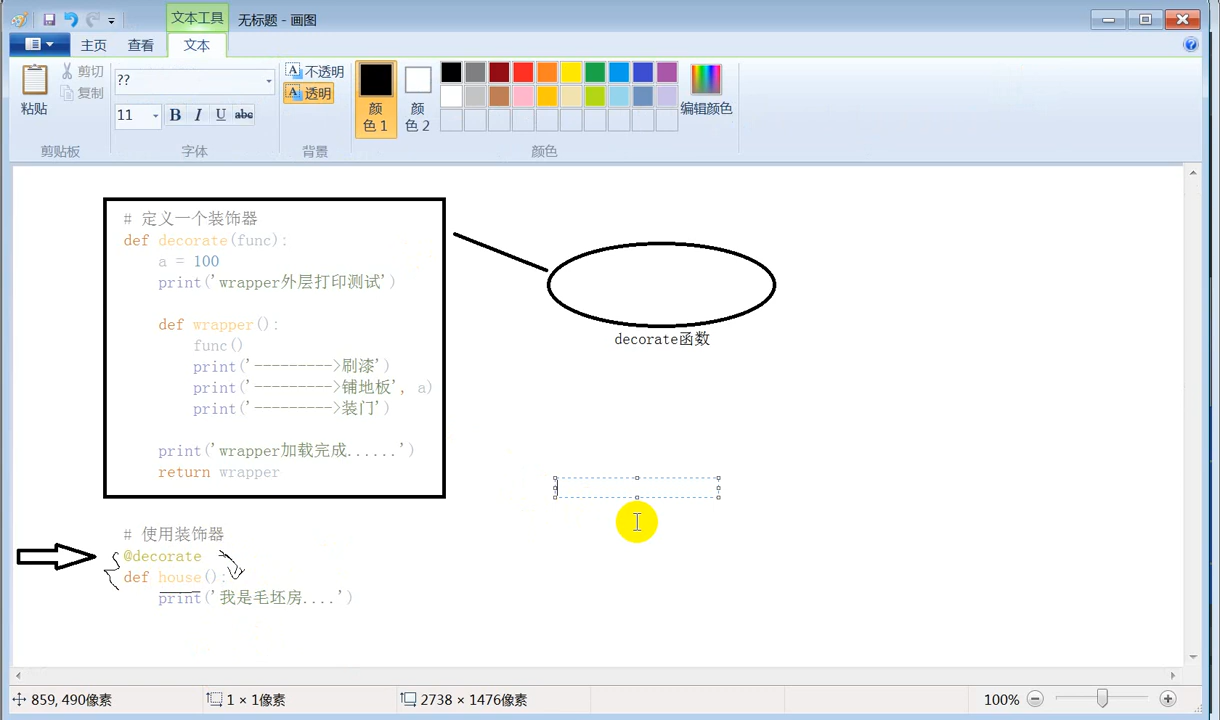 文本工具
无标题 - 画图
主页
查看
文本
粘贴
剪切
复制
剪贴板
??
11
B I U abc
字体
不透明
透明
背景
颜
色 1
颜
色 2
编辑颜色
颜色
# 定义一个装饰器
def decorate(func):
    a = 100
    print('wrapper外层打印测试')
    def wrapper():
        func()
        print('--------->刷漆')
        print('--------->铺地板', a)
        print('--------->装门')
    print('wrapper加载完成......')
    return wrapper
decorate函数
# 使用装饰器
@decorate
def house():
    print('我是毛坯房....')
859, 490像素
1 × 1像素
2738 × 1476像素
100%